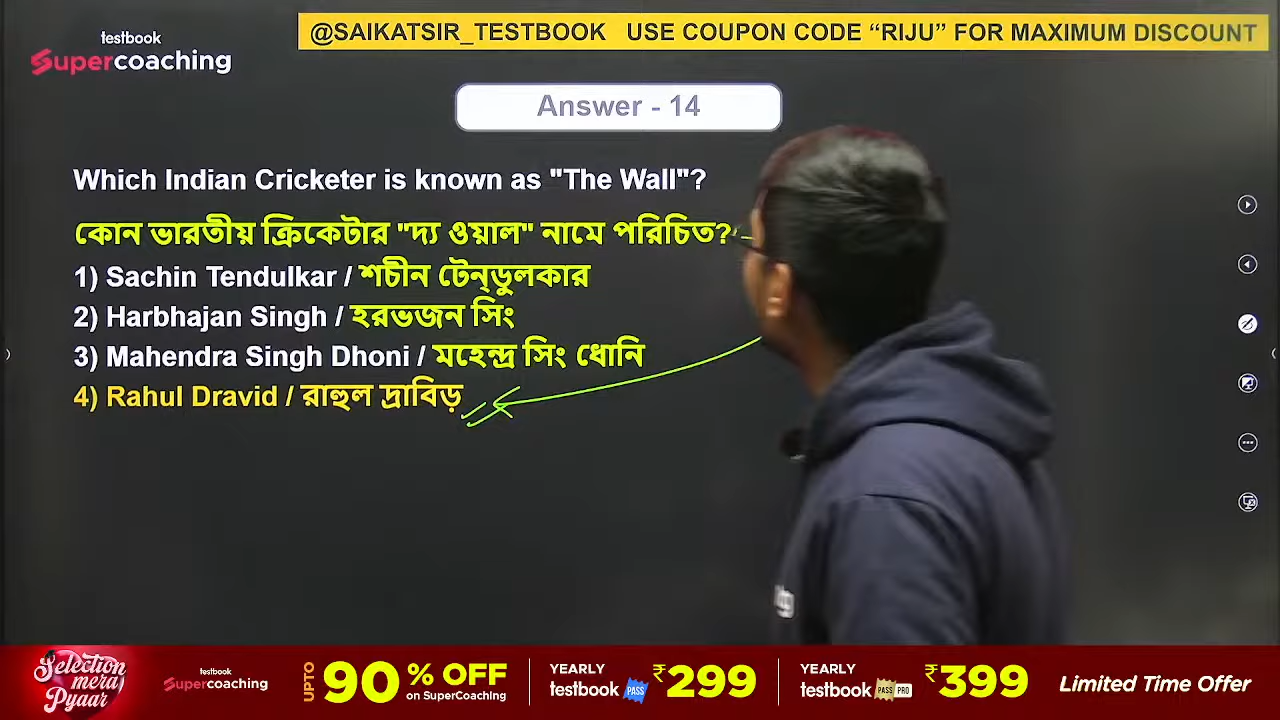 testbook
Supercoaching
@SAIKATSIR_TESTBOOK USE COUPON CODE “RIJU” FOR MAXIMUM DISCOUNT
Answer - 14
Which Indian Cricketer is known as "The Wall"?
কোন ভারতীয় ক্রিকেটার "দ্য ওয়াল" নামে পরিচিত?
1) Sachin Tendulkar / শচীন টেন্ডুলকার
2) Harbhajan Singh / হরভজন সিং
3) Mahendra Singh Dhoni / মহেন্দ্র সিং ধোনি
4) Rahul Dravid / রাহুল দ্রাবিড়
Selection mera Pyaar
testbook
Supercoaching
UPTO 90% OFF
on SuperCoaching
YEARLY
testbook PASS ₹299
YEARLY
testbook PASS PRO ₹399
Limited Time Offer